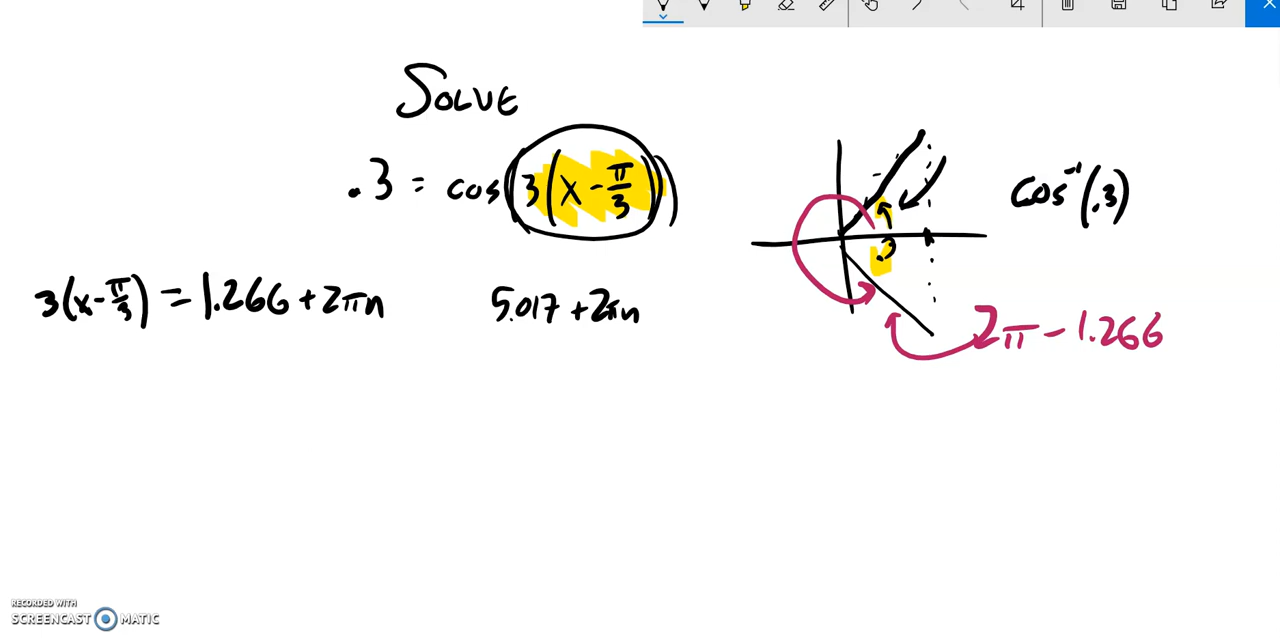 SOLVE
.3 = cos(3(x - π/3))
cos⁻¹(.3)
.3
3(x - π/3) = 1.266 + 2πn
5.017 + 2πn
2π - 1.266
RECORDED WITH
SCREENCAST MATIC